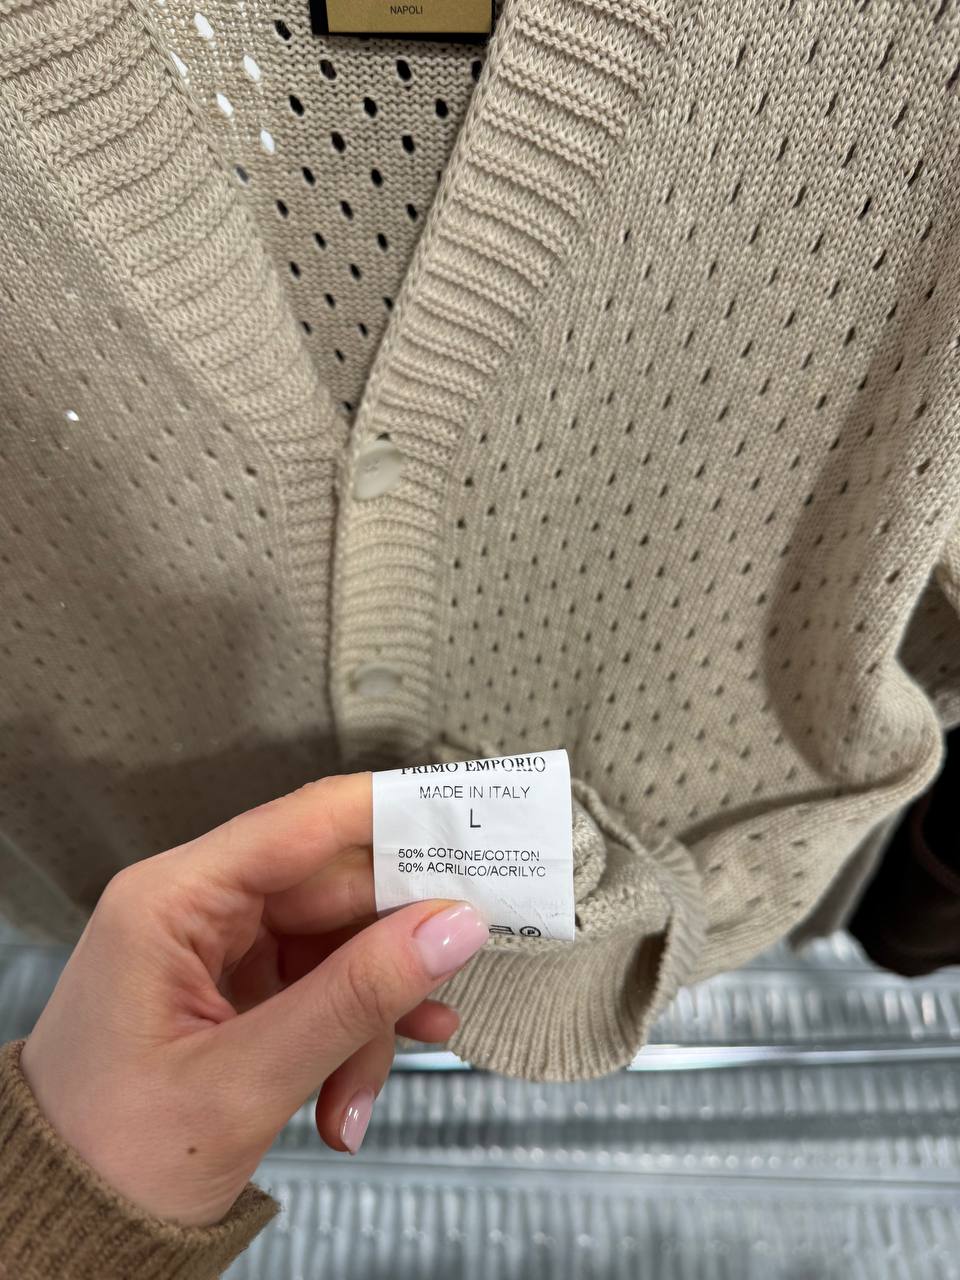 NAPOLI
PRIMO EMPORIO
MADE IN ITALY
L
50% COTONE/COTTON
50% ACRILICO/ACRILYC
P